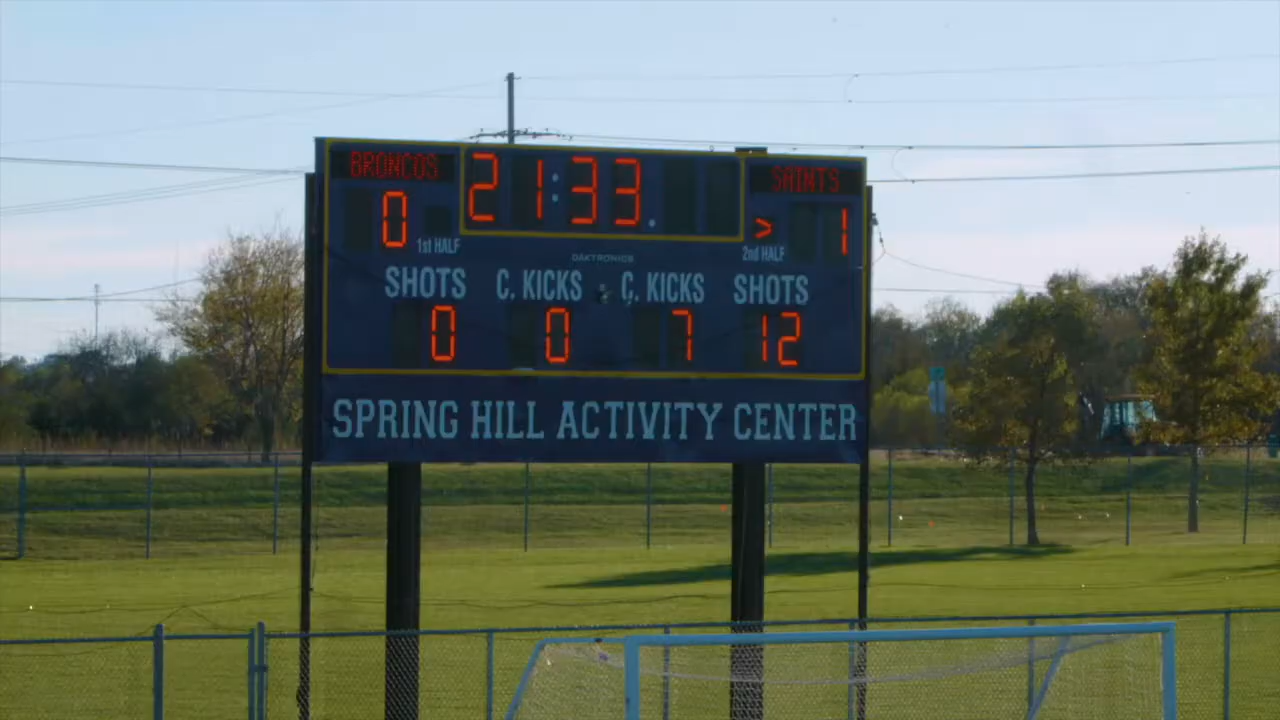 BRONCOS 21:33 SAINTS
0 > 1
1st HALF 2nd HALF
DAKTRONICS
SHOTS C. KICKS C. KICKS SHOTS
0 0 7 12
SPRING HILL ACTIVITY CENTER